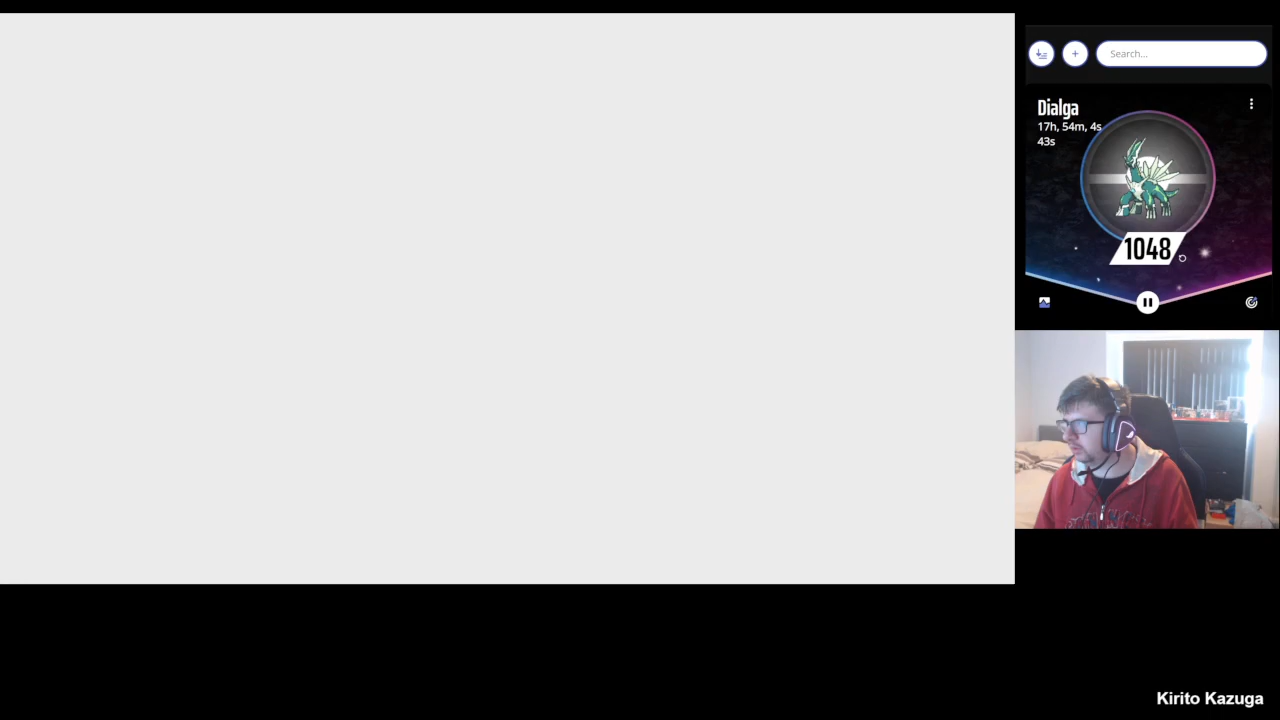 Search...
Dialga
17h, 54m, 4s
43s
1048
Kirito Kazuga